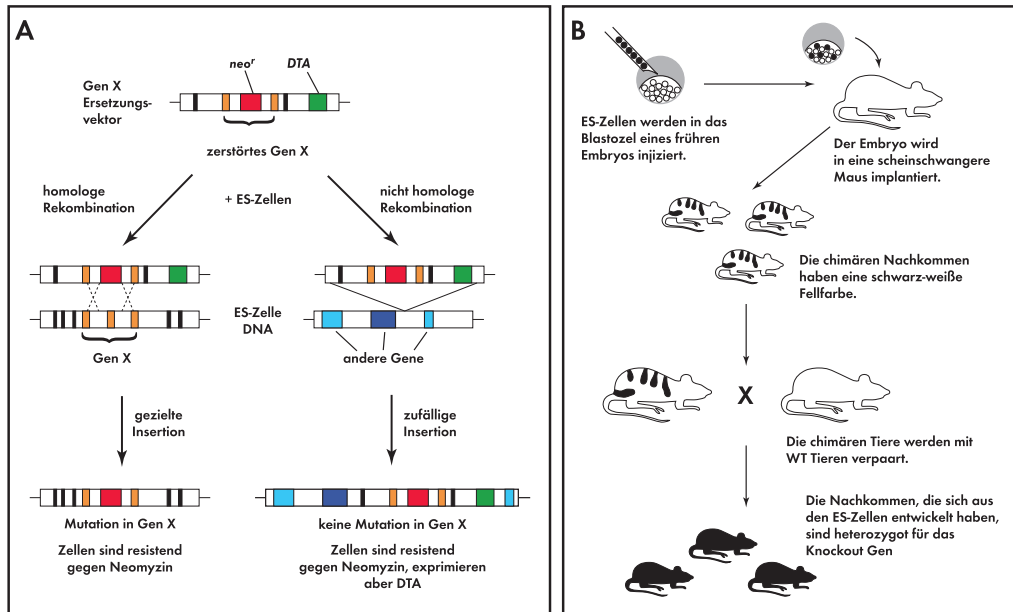 A
neoʳ
DTA
Gen X
Ersetzungs-
vektor
zerstörtes Gen X
homologe
Rekombination
+ ES-Zellen
nicht homologe
Rekombination
ES-Zelle
DNA
Gen X
andere Gene
gezielte
Insertion
zufällige
Insertion
Mutation in Gen X
keine Mutation in Gen X
Zellen sind resistend
gegen Neomyzin
Zellen sind resistend
gegen Neomyzin, exprimieren
aber DTA
B
ES-Zellen werden in das
Blastozel eines frühren
Embryos injiziert.
Der Embryo wird
in eine scheinschwangere
Maus implantiert.
Die chimären Nachkommen
haben eine schwarz-weiße
Fellfarbe.
X
Die chimären Tiere werden mit
WT Tieren verpaart.
Die Nachkommen, die sich aus
den ES-Zellen entwickelt haben,
sind heterozygot für das
Knockout Gen